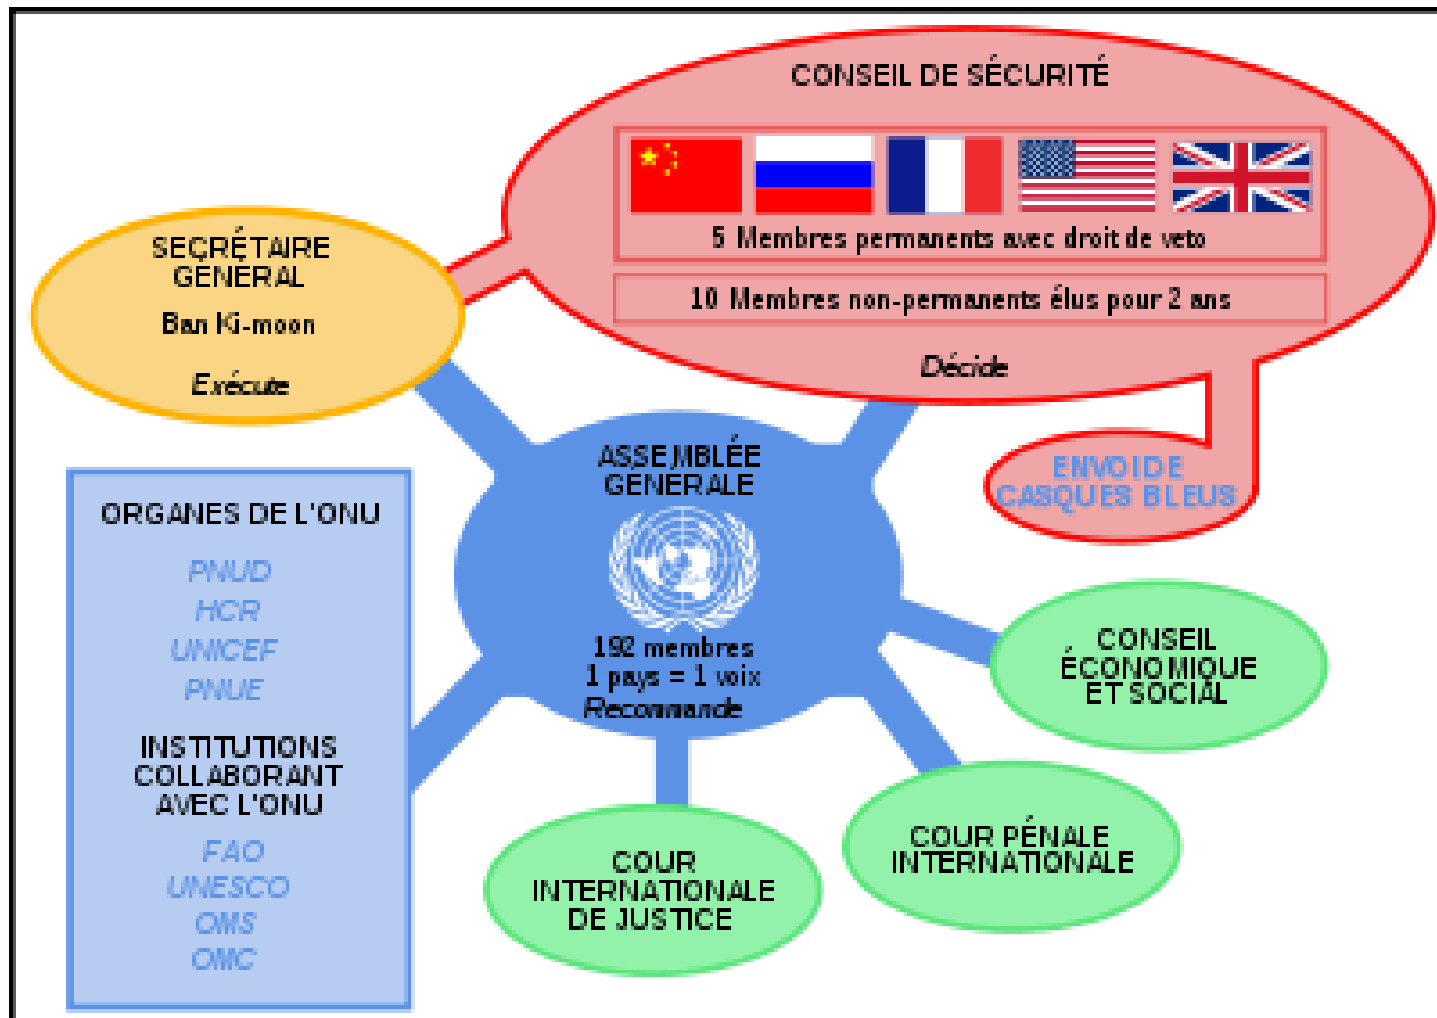 CONSEIL DE SÉCURITÉ
5 Membres permanents avec droit de veto
10 Membres non-permanents élus pour 2 ans
Décide
SECRÉTAIRE
GÉNÉRAL
Ban Ki-moon
Exécute
ENVOI DE
CASQUES BLEUS
ASSEMBLÉE
GÉNÉRALE
192 membres
1 pays = 1 voix
Recommande
ORGANES DE L'ONU
PNUD
HCR
UNICEF
PNUE
INSTITUTIONS
COLLABORANT
AVEC L'ONU
FAO
UNESCO
OMS
OMC
CONSEIL
ÉCONOMIQUE
ET SOCIAL
COUR PÉNALE
INTERNATIONALE
COUR
INTERNATIONALE
DE JUSTICE